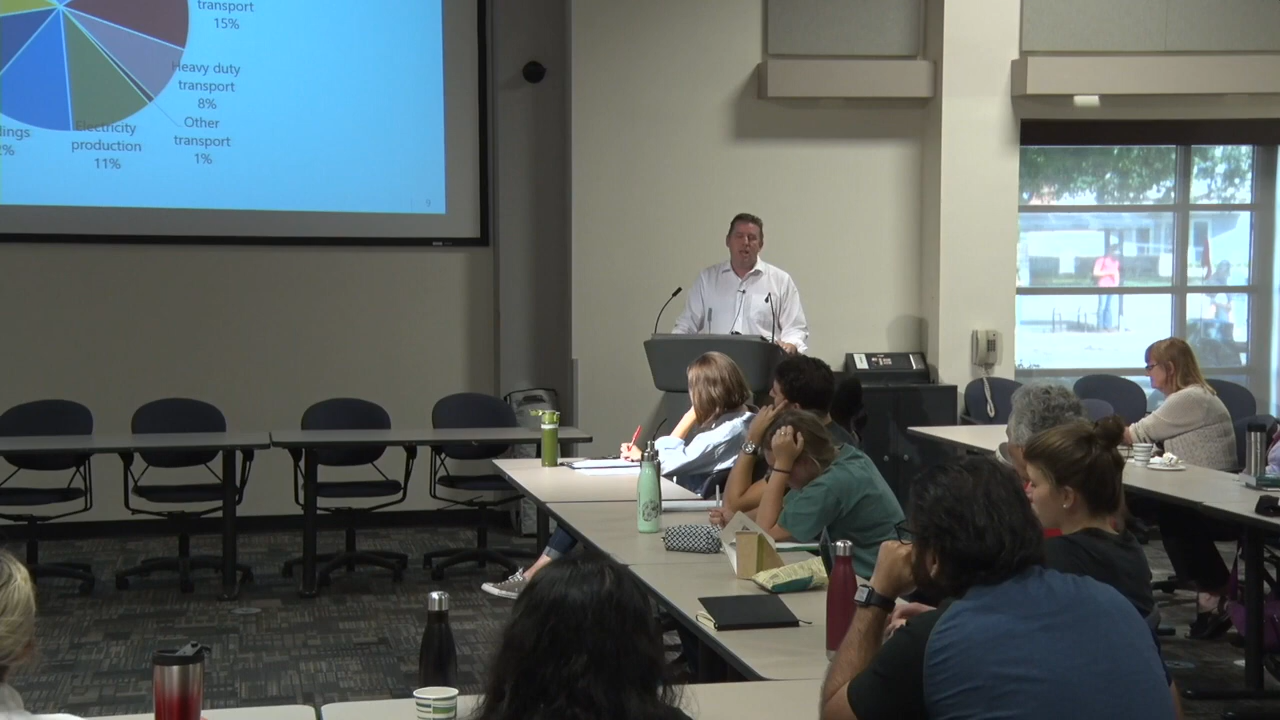 transport
15%
Heavy duty
transport
8%
Other
transport
1%
Electricity
production
11%
9